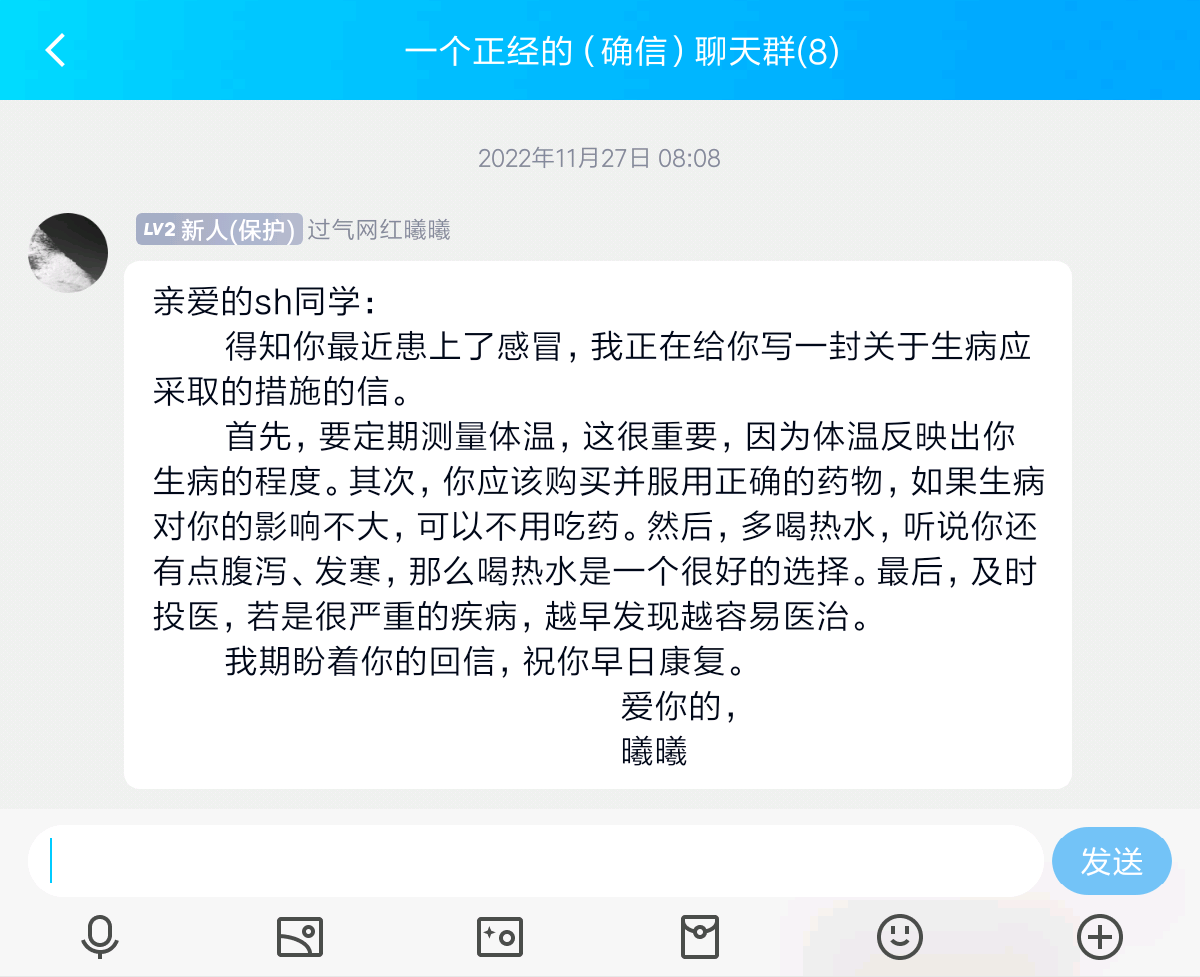 一个正经的（确信）聊天群(8)
2022年11月27日 08:08
LV2 新人(保护) 过气网红曦曦
亲爱的sh同学：
得知你最近患上了感冒，我正在给你写一封关于生病应
采取的措施的信。
首先，要定期测量体温，这很重要，因为体温反映出你
生病的程度。其次，你应该购买并服用正确的药物，如果生病
对你的影响不大，可以不用吃药。然后，多喝热水，听说你还
有点腹泻、发寒，那么喝热水是一个很好的选择。最后，及时
投医，若是很严重的疾病，越早发现越容易医治。
我期盼着你的回信，祝你早日康复。
爱你的，
曦曦
发送